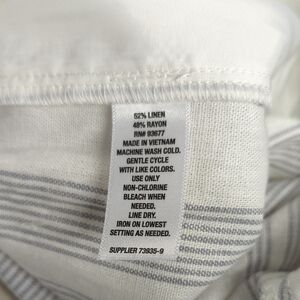 52% LINEN
48% RAYON
RN# 93677
MADE IN VIETNAM
MACHINE WASH COLD.
GENTLE CYCLE
WITH LIKE COLORS.
USE ONLY
NON-CHLORINE
BLEACH WHEN
NEEDED.
LINE DRY.
IRON ON LOWEST
SETTING AS NEEDED.
SUPPLIER 73935-9